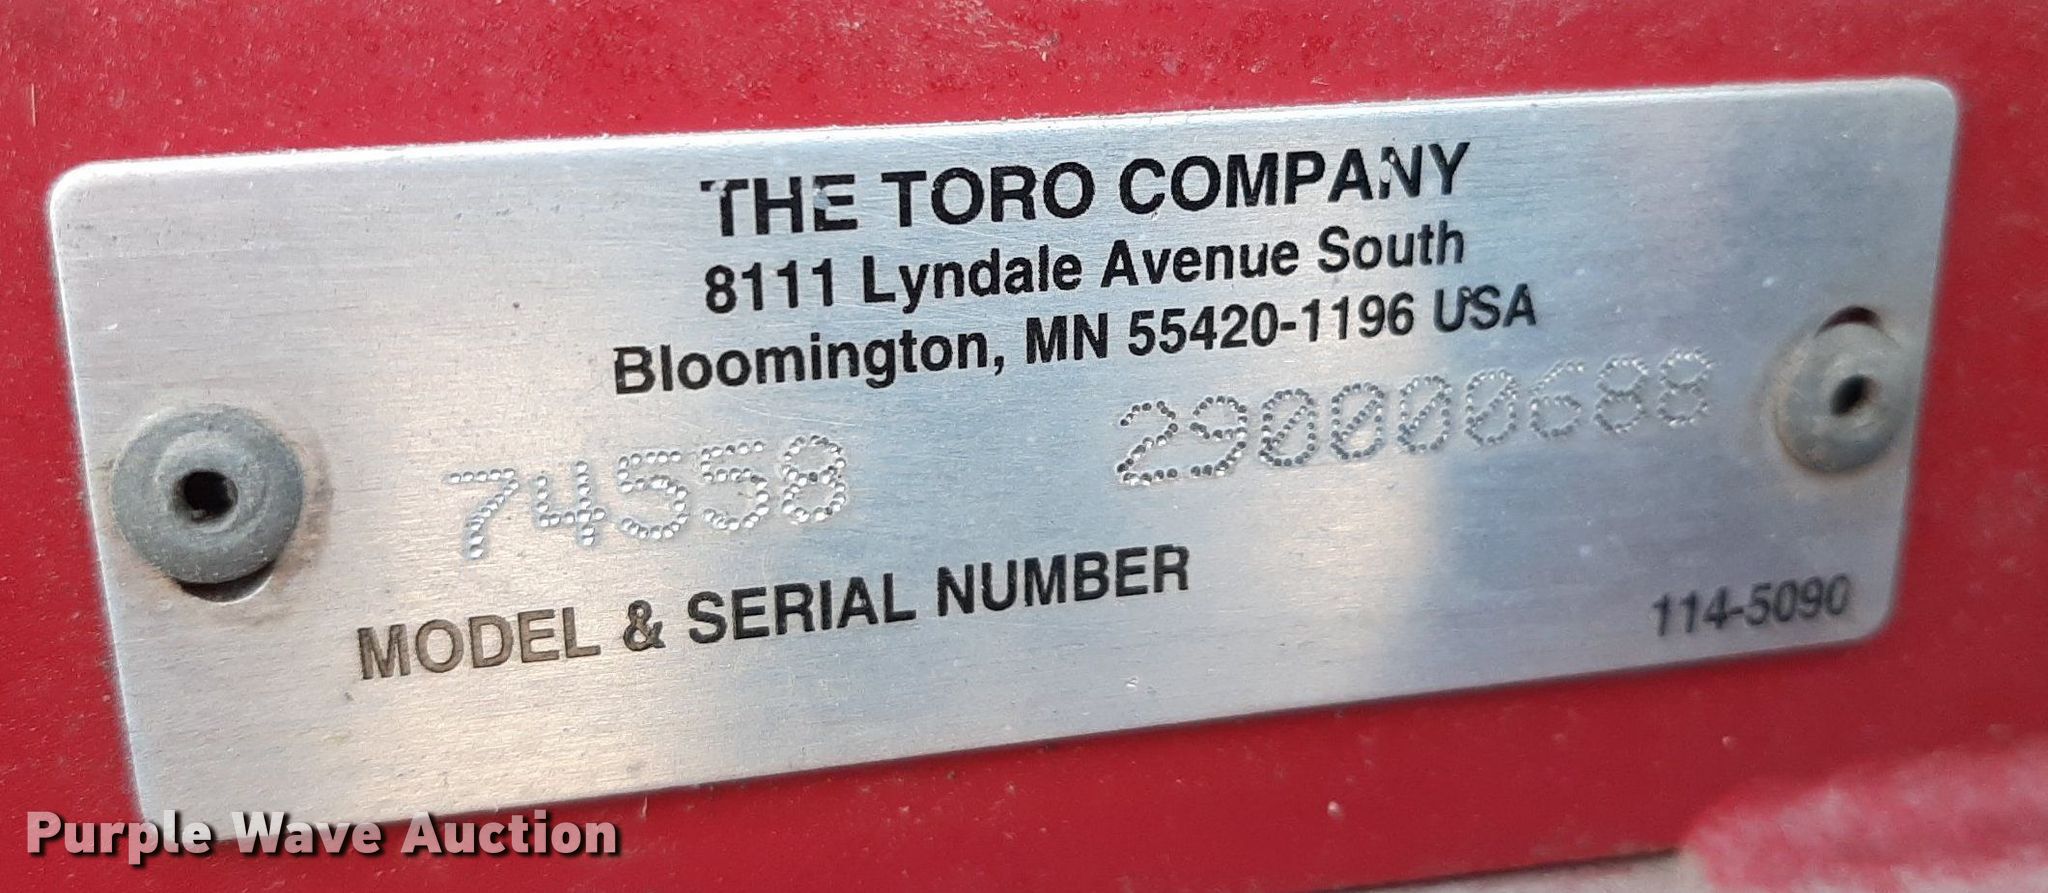 THE TORO COMPANY
8111 Lyndale Avenue South
Bloomington, MN 55420-1196 USA
74558 290000688
MODEL & SERIAL NUMBER
114-5090
Purple Wave Auction